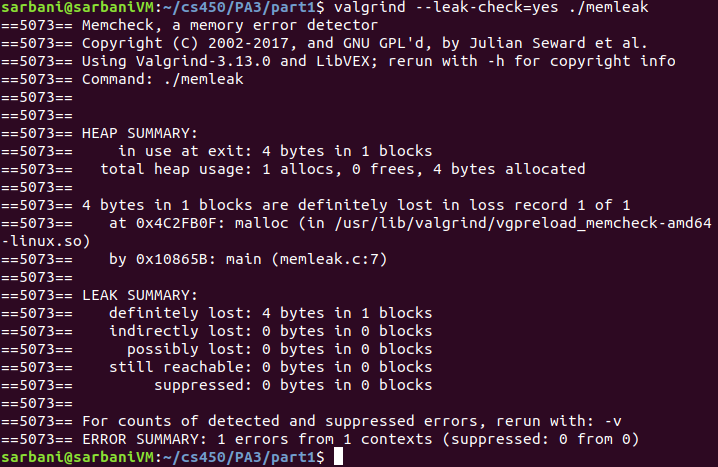 sarbani@sarbaniVM:~/cs450/PA3/part1$ valgrind --leak-check=yes ./memleak
==5073== Memcheck, a memory error detector
==5073== Copyright (C) 2002-2017, and GNU GPL'd, by Julian Seward et al.
==5073== Using Valgrind-3.13.0 and LibVEX; rerun with -h for copyright info
==5073== Command: ./memleak
==5073==
==5073==
==5073== HEAP SUMMARY:
==5073==     in use at exit: 4 bytes in 1 blocks
==5073==   total heap usage: 1 allocs, 0 frees, 4 bytes allocated
==5073==
==5073== 4 bytes in 1 blocks are definitely lost in loss record 1 of 1
==5073==    at 0x4C2FB0F: malloc (in /usr/lib/valgrind/vgpreload_memcheck-amd64
-linux.so)
==5073==    by 0x10865B: main (memleak.c:7)
==5073==
==5073== LEAK SUMMARY:
==5073==    definitely lost: 4 bytes in 1 blocks
==5073==    indirectly lost: 0 bytes in 0 blocks
==5073==      possibly lost: 0 bytes in 0 blocks
==5073==    still reachable: 0 bytes in 0 blocks
==5073==         suppressed: 0 bytes in 0 blocks
==5073==
==5073== For counts of detected and suppressed errors, rerun with: -v
==5073== ERROR SUMMARY: 1 errors from 1 contexts (suppressed: 0 from 0)
sarbani@sarbaniVM:~/cs450/PA3/part1$